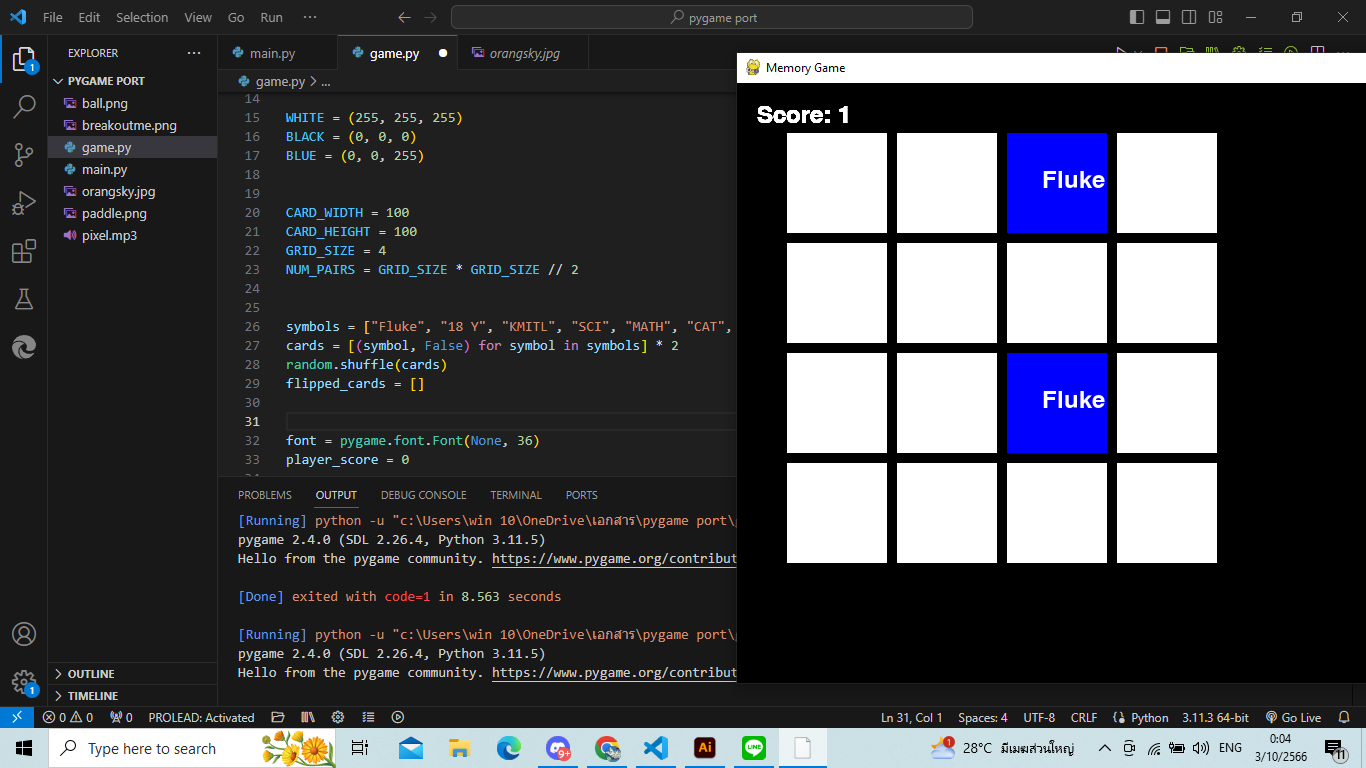 File Edit Selection View Go Run ··· pygame port
EXPLORER ···
PYGAME PORT
ball.png
breakoutme.png
game.py
main.py
orangsky.jpg
paddle.png
pixel.mp3
OUTLINE
TIMELINE
main.py game.py orangsky.jpg
game.py > ...
14
15 WHITE = (255, 255, 255)
16 BLACK = (0, 0, 0)
17 BLUE = (0, 0, 255)
18
19
20 CARD_WIDTH = 100
21 CARD_HEIGHT = 100
22 GRID_SIZE = 4
23 NUM_PAIRS = GRID_SIZE * GRID_SIZE // 2
24
25
26 symbols = ["Fluke", "18 Y", "KMITL", "SCI", "MATH", "CAT",
27 cards = [(symbol, False) for symbol in symbols] * 2
28 random.shuffle(cards)
29 flipped_cards = []
30
31
32 font = pygame.font.Font(None, 36)
33 player_score = 0
PROBLEMS OUTPUT DEBUG CONSOLE TERMINAL PORTS
[Running] python -u "c:\Users\win 10\OneDrive\เอกสาร\pygame port\
pygame 2.4.0 (SDL 2.26.4, Python 3.11.5)
Hello from the pygame community. https://www.pygame.org/contribut
[Done] exited with code=1 in 8.563 seconds
[Running] python -u "c:\Users\win 10\OneDrive\เอกสาร\pygame port\
pygame 2.4.0 (SDL 2.26.4, Python 3.11.5)
Hello from the pygame community. https://www.pygame.org/contribut
Memory Game
Score: 1
Fluke
Fluke
0 0 0 PROLEAD: Activated Ln 31, Col 1 Spaces: 4 UTF-8 CRLF Python 3.11.3 64-bit Go Live
Type here to search
Ai
LINE
9+
1
28°C มีเมฆส่วนใหญ่
ENG
0:04
3/10/2566
11
1
1